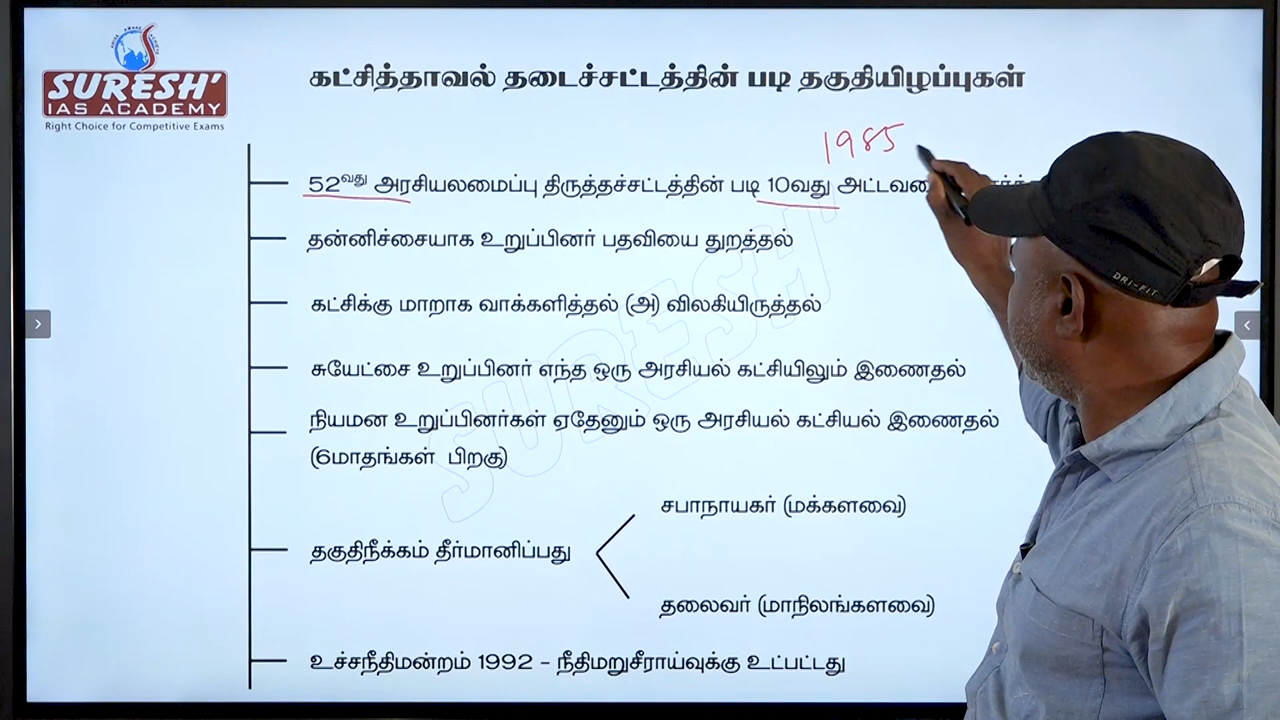 SURESH'
IAS ACADEMY
Right Choice for Competitive Exams
கட்சித்தாவல் தடைச்சட்டத்தின் படி தகுதியிழப்புகள்
1985
52வது அரசியலமைப்பு திருத்தச்சட்டத்தின் படி 10வது
தன்னிச்சையாக உறுப்பினர் பதவியை துறத்தல்
கட்சிக்கு மாறாக வாக்களித்தல் (அ) விலகியிருத்தல்
சுயேட்சை உறுப்பினர் எந்த ஒரு அரசியல் கட்சியிலும் இணைதல்
நியமன உறுப்பினர்கள் ஏதேனும் ஒரு அரசியல் கட்சியல் இணைதல்
(6மாதங்கள் பிறகு)
சபாநாயகர் (மக்களவை)
தகுதிநீக்கம் தீர்மானிப்பது
தலைவர் (மாநிலங்களவை)
உச்சநீதிமன்றம் 1992 – நீதிமறுசீராய்வுக்கு உட்பட்டது
SURESH'
DRI-FIT